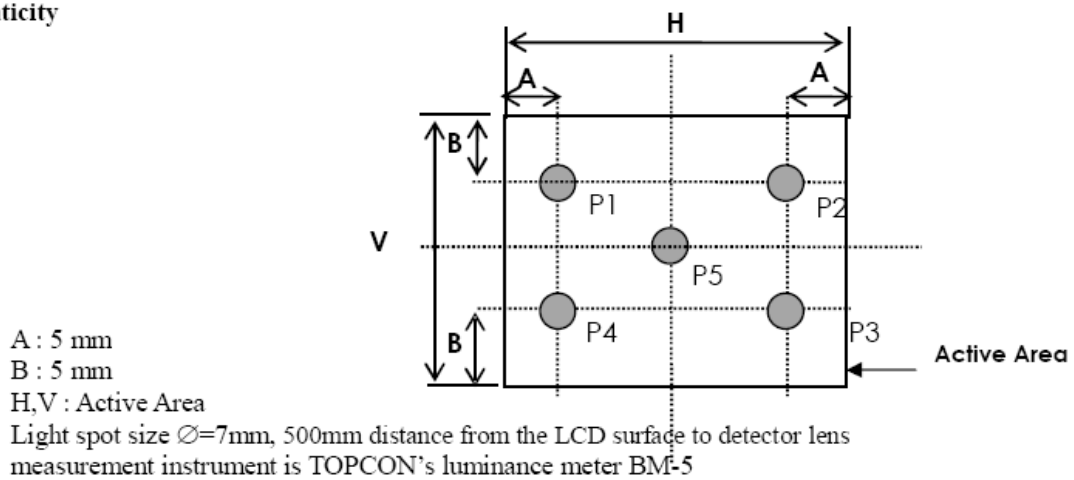 H
A
A
B
P1
P2
V
P5
B
P4
P3
Active Area
A : 5 mm
B : 5 mm
H,V : Active Area
Light spot size ∅=7mm, 500mm distance from the LCD surface to detector lens
measurement instrument is TOPCON's luminance meter BM-5